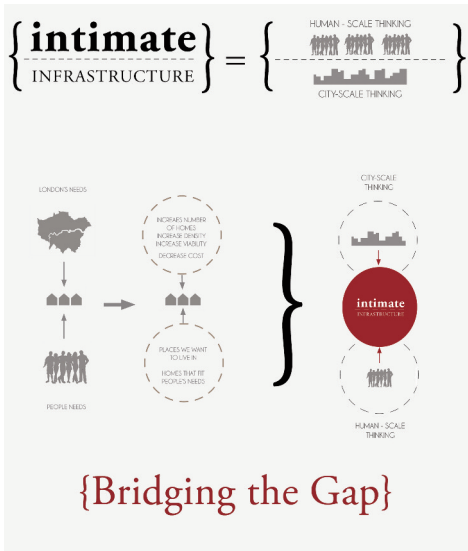 {intimate INFRASTRUCTURE} = {
HUMAN - SCALE THINKING
CITY-SCALE THINKING
}
LONDON'S NEEDS
PEOPLE NEEDS
INCREAES NUMBER
OF HOMES
INCREASE DENSITY
INCREASE VIABILITY
DECREASE COST
PLACES WE WANT
TO LIVE IN
HOMES THAT FIT
PEOPLE'S NEEDS
}
CITY-SCALE
THINKING
intimate
INFRASTRUCTURE
HUMAN - SCALE
THINKING
{Bridging the Gap}